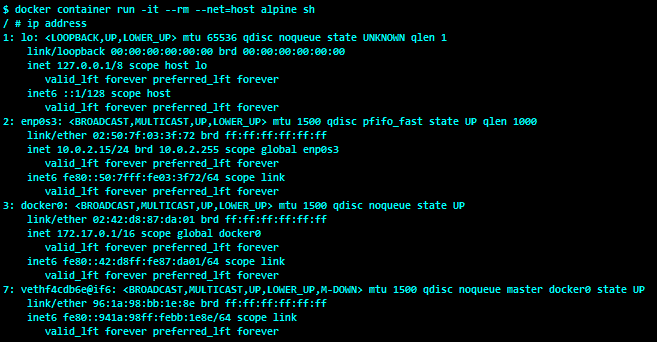 $ docker container run -it --rm --net=host alpine sh
/ # ip address
1: lo: <LOOPBACK,UP,LOWER_UP> mtu 65536 qdisc noqueue state UNKNOWN qlen 1
    link/loopback 00:00:00:00:00:00 brd 00:00:00:00:00:00
    inet 127.0.0.1/8 scope host lo
       valid_lft forever preferred_lft forever
    inet6 ::1/128 scope host
       valid_lft forever preferred_lft forever
2: enp0s3: <BROADCAST,MULTICAST,UP,LOWER_UP> mtu 1500 qdisc pfifo_fast state UP qlen 1000
    link/ether 02:50:7f:03:3f:72 brd ff:ff:ff:ff:ff:ff
    inet 10.0.2.15/24 brd 10.0.2.255 scope global enp0s3
       valid_lft forever preferred_lft forever
    inet6 fe80::50:7fff:fe03:3f72/64 scope link
       valid_lft forever preferred_lft forever
3: docker0: <BROADCAST,MULTICAST,UP,LOWER_UP> mtu 1500 qdisc noqueue state UP
    link/ether 02:42:d8:87:da:01 brd ff:ff:ff:ff:ff:ff
    inet 172.17.0.1/16 scope global docker0
       valid_lft forever preferred_lft forever
    inet6 fe80::42:d8ff:fe87:da01/64 scope link
       valid_lft forever preferred_lft forever
7: vethf4cdb6e@if6: <BROADCAST,MULTICAST,UP,LOWER_UP,M-DOWN> mtu 1500 qdisc noqueue master docker0 state UP
    link/ether 96:1a:98:bb:1e:8e brd ff:ff:ff:ff:ff:ff
    inet6 fe80::941a:98ff:febb:1e8e/64 scope link
       valid_lft forever preferred_lft forever